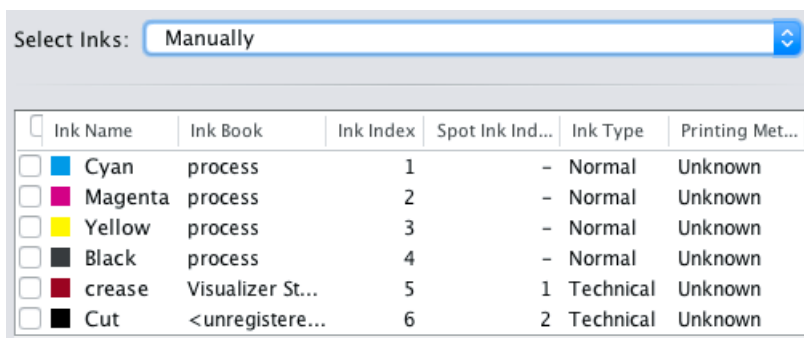 Select Inks: Manually
Ink Name Ink Book Ink Index Spot Ink Ind... Ink Type Printing Met...
Cyan process 1 – Normal Unknown
Magenta process 2 – Normal Unknown
Yellow process 3 – Normal Unknown
Black process 4 – Normal Unknown
crease Visualizer St... 5 1 Technical Unknown
Cut <unregistere... 6 2 Technical Unknown